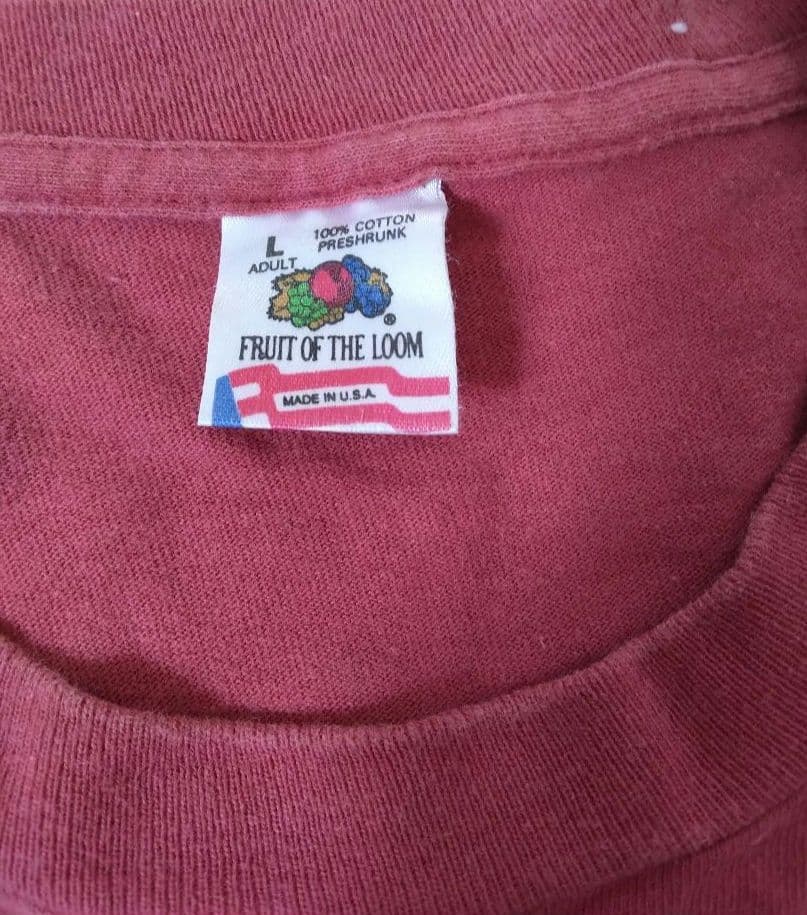 L 100% COTTON
ADULT PRESHRUNK
®
FRUIT OF THE LOOM
MADE IN U.S.A.